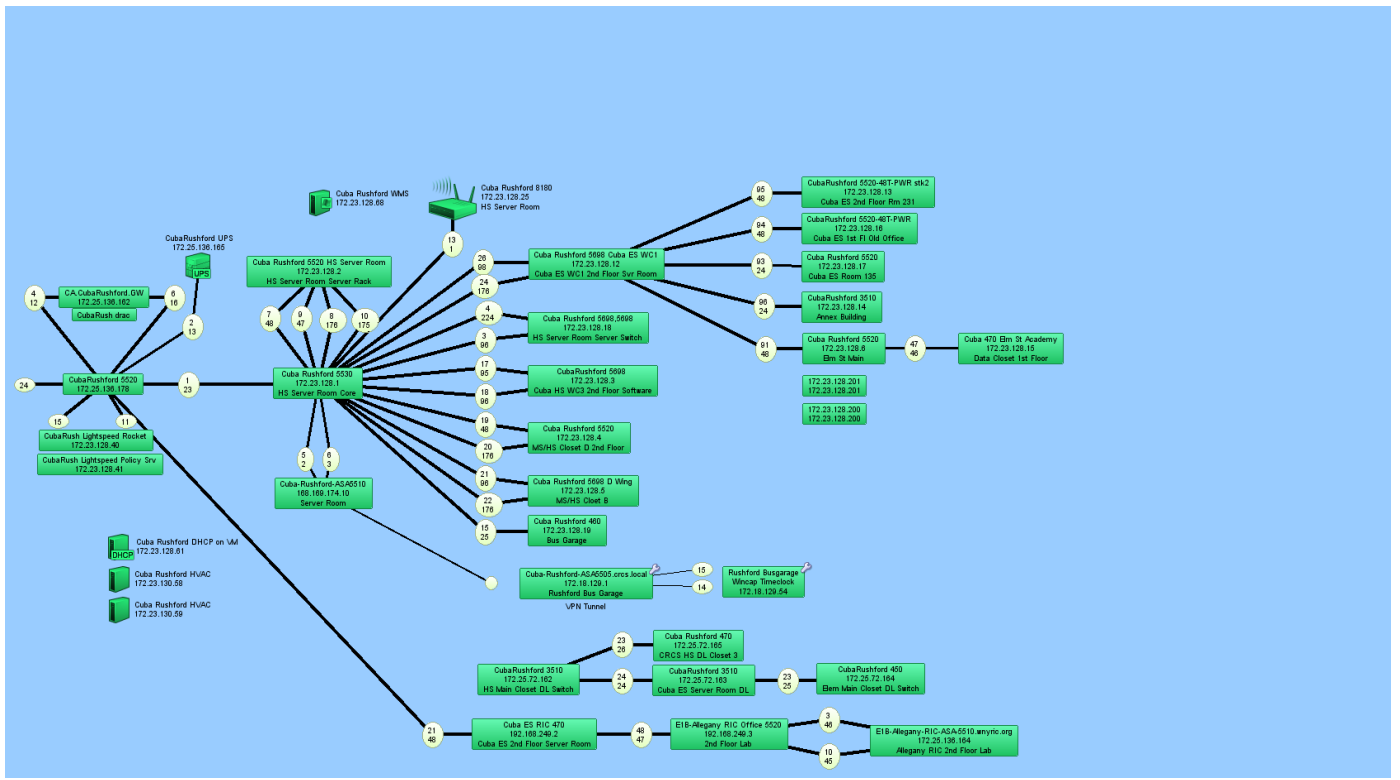 Cuba Rushford WMS
172.23.128.68
Cuba Rushford 8180
172.23.128.25
HS Server Room
13
1
CubaRushford UPS
172.25.136.165
UPS
Cuba Rushford 5520 HS Server Room
172.23.128.2
HS Server Room Server Rack
7
48
9
47
8
176
10
175
4
12
CA.CubaRushford.GW
172.25.136.162
CubaRush drac
6
16
2
13
24
CubaRushford 5520
172.25.136.178
1
23
15
11
CubaRush Lightspeed Rocket
172.23.128.40
CubaRush Lightspeed Policy Srv
172.23.128.41
Cuba Rushford 5530
172.23.128.1
HS Server Room Core
5
2
6
3
Cuba-Rushford-ASA5510
168.169.174.10
Server Room
26
98
24
176
Cuba Rushford 5698 Cuba ES WC1
172.23.128.12
Cuba ES WC1 2nd Floor Svr Room
4
224
3
96
Cuba Rushford 5698,5698
172.23.128.18
HS Server Room Server Switch
17
95
18
96
CubaRushford 5698
172.23.128.3
Cuba HS WC3 2nd Floor Software
19
48
20
176
Cuba Rushford 5520
172.23.128.4
MS/HS Closet D 2nd Floor
21
96
22
176
Cuba Rushford 5698 D Wing
172.23.128.5
MS/HS Cloet B
15
25
Cuba Rushford 460
172.23.128.19
Bus Garage
95
48
CubaRushford 5520-48T-PWR stk2
172.23.128.13
Cuba ES 2nd Floor Rm 231
94
48
CubaRushford 5520-48T-PWR
172.23.128.16
Cuba ES 1st Fl Old Office
93
24
Cuba Rushford 5520
172.23.128.17
Cuba ES Room 135
96
24
CubaRushford 3510
172.23.128.14
Annex Building
91
48
Cuba Rushford 5520
172.23.128.6
Elm St Main
47
46
Cuba 470 Elm St Academy
172.23.128.15
Data Closet 1st Floor
172.23.128.201
172.23.128.201
172.23.128.200
172.23.128.200
Cuba Rushford DHCP on VM
172.23.128.61
DHCP
Cuba Rushford HVAC
172.23.130.58
Cuba Rushford HVAC
172.23.130.59
Cuba-Rushford-ASA5505.crcs.local
172.18.129.1
Rushford Bus Garage
VPN Tunnel
15
14
Rushford Busgarage
Wincap Timeclock
172.18.129.54
23
26
Cuba Rushford 470
172.25.72.165
CRCS HS DL Closet 3
CubaRushford 3510
172.25.72.162
HS Main Closet DL Switch
24
24
CubaRushford 3510
172.25.72.163
Cuba ES Server Room DL
23
25
CubaRushford 450
172.25.72.164
Elem Main Closet DL Switch
21
48
Cuba ES RIC 470
192.168.249.2
Cuba ES 2nd Floor Server Room
48
47
E1B-Allegany RIC Office 5520
192.168.249.3
2nd Floor Lab
3
46
10
45
E1B-Allegany-RIC-ASA-5510.wnyric.org
172.25.136.164
Allegany RIC 2nd Floor Lab